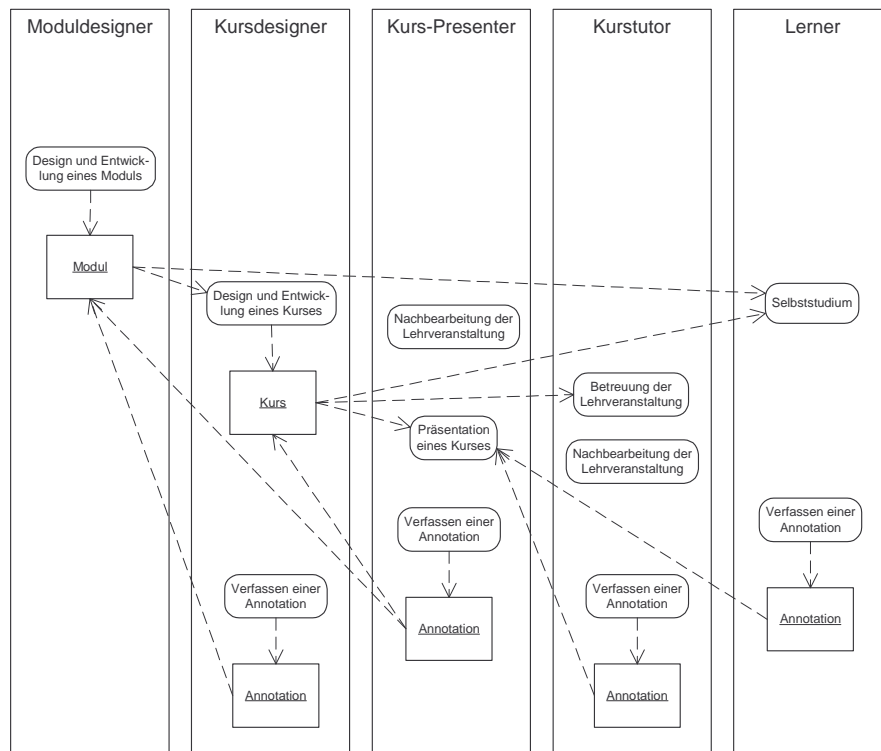 Moduldesigner
Kursdesigner
Kurs-Presenter
Kurstutor
Lerner
Design und Entwick-
lung eines Moduls
Modul
Design und Entwick-
lung eines Kurses
Nachbearbeitung der
Lehrveranstaltung
Selbststudium
Kurs
Betreuung der
Lehrveranstaltung
Präsentation
eines Kurses
Nachbearbeitung der
Lehrveranstaltung
Verfassen einer
Annotation
Verfassen einer
Annotation
Verfassen einer
Annotation
Verfassen einer
Annotation
Annotation
Annotation
Annotation
Annotation